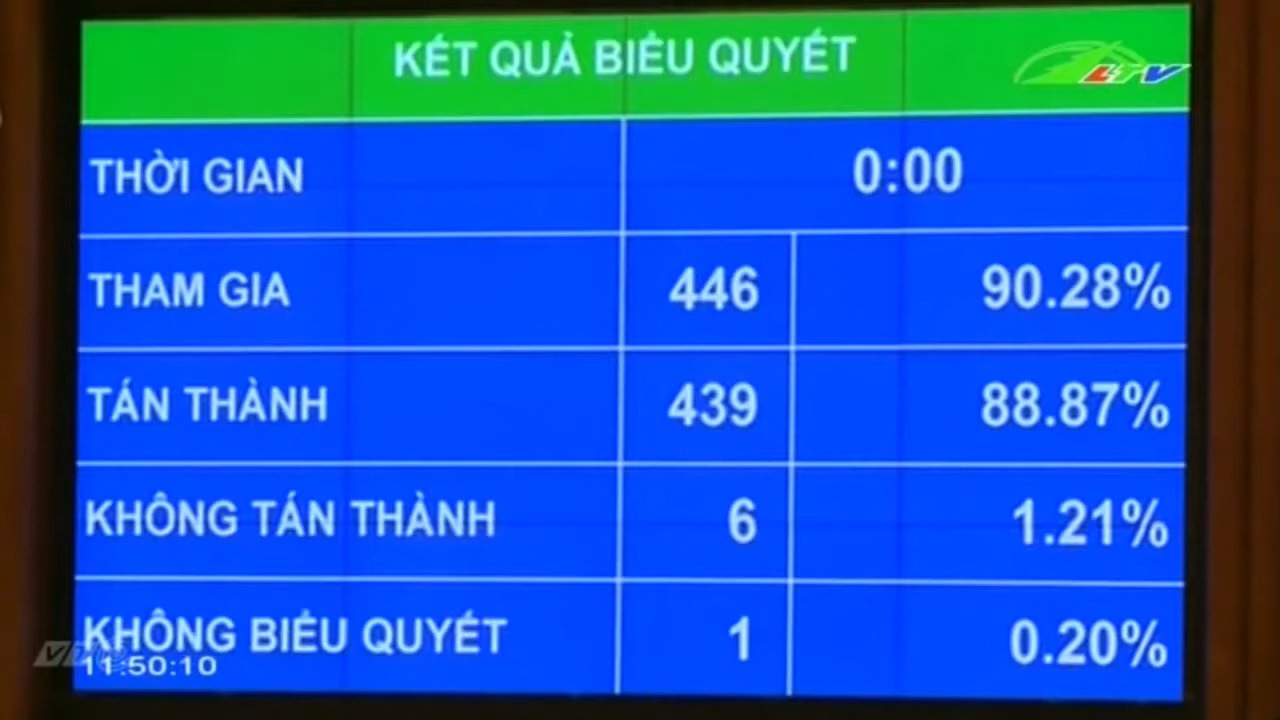 KẾT QUẢ BIỂU QUYẾT
LTV
THỜI GIAN 0:00
THAM GIA 446 90.28%
TÁN THÀNH 439 88.87%
KHÔNG TÁN THÀNH 6 1.21%
KHÔNG BIỂU QUYẾT 1 0.20%
11:50:10